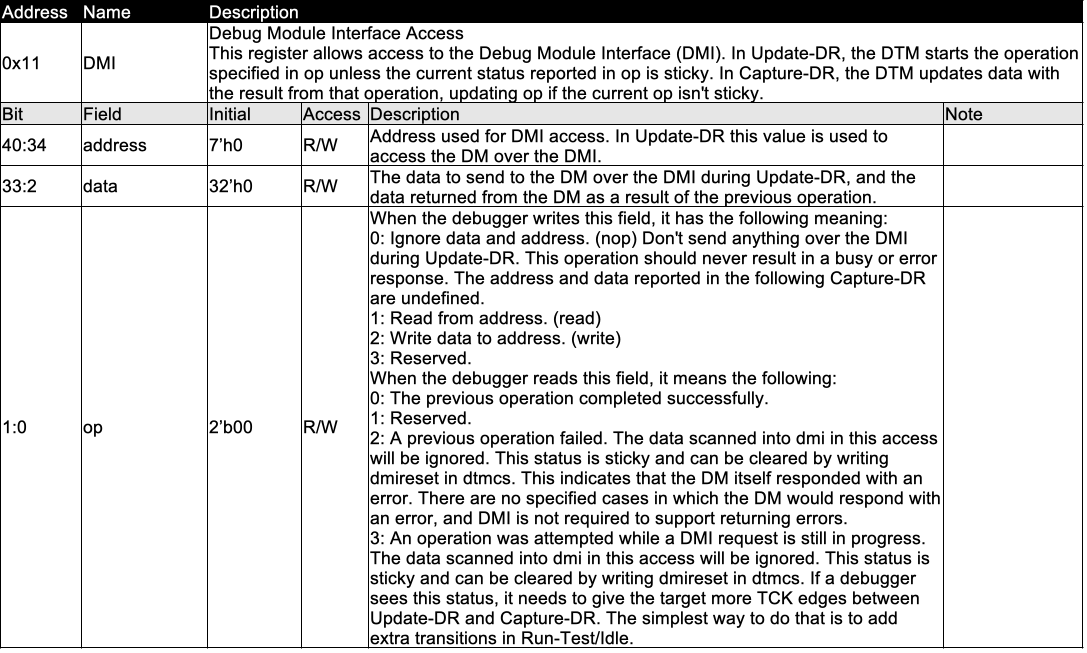 Address Name Description
0x11 DMI Debug Module Interface Access
This register allows access to the Debug Module Interface (DMI). In Update-DR, the DTM starts the operation
specified in op unless the current status reported in op is sticky. In Capture-DR, the DTM updates data with
the result from that operation, updating op if the current op isn't sticky.
Bit Field Initial Access Description Note
40:34 address 7’h0 R/W Address used for DMI access. In Update-DR this value is used to
access the DM over the DMI.
33:2 data 32’h0 R/W The data to send to the DM over the DMI during Update-DR, and the
data returned from the DM as a result of the previous operation.
1:0 op 2’b00 R/W When the debugger writes this field, it has the following meaning:
0: Ignore data and address. (nop) Don't send anything over the DMI
during Update-DR. This operation should never result in a busy or error
response. The address and data reported in the following Capture-DR
are undefined.
1: Read from address. (read)
2: Write data to address. (write)
3: Reserved.
When the debugger reads this field, it means the following:
0: The previous operation completed successfully.
1: Reserved.
2: A previous operation failed. The data scanned into dmi in this access
will be ignored. This status is sticky and can be cleared by writing
dmireset in dtmcs. This indicates that the DM itself responded with an
error. There are no specified cases in which the DM would respond with
an error, and DMI is not required to support returning errors.
3: An operation was attempted while a DMI request is still in progress.
The data scanned into dmi in this access will be ignored. This status is
sticky and can be cleared by writing dmireset in dtmcs. If a debugger
sees this status, it needs to give the target more TCK edges between
Update-DR and Capture-DR. The simplest way to do that is to add
extra transitions in Run-Test/Idle.